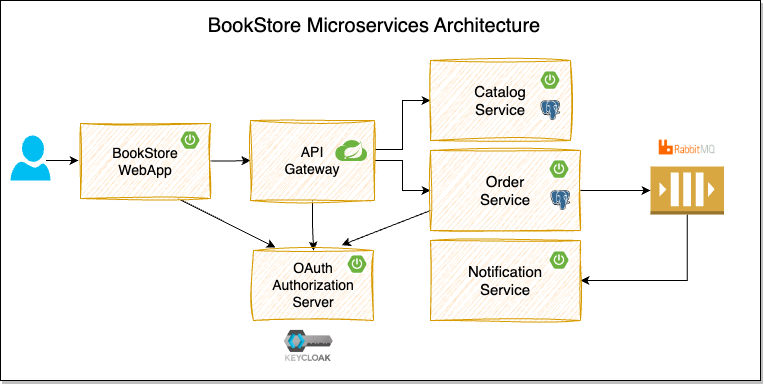 BookStore Microservices Architecture
Catalog
Service
BookStore
WebApp
API
Gateway
RabbitMQ
Order
Service
OAuth
Authorization
Server
Notification
Service
KEYCLOAK